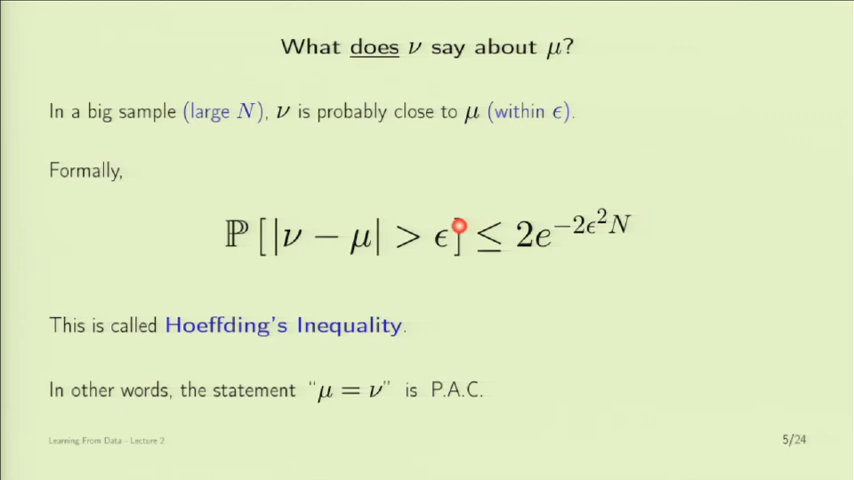 What does ν say about μ?
In a big sample (large N), ν is probably close to μ (within ϵ).
Formally,
ℙ [|ν − μ| > ϵ] ≤ 2e^{−2ϵ²N}
This is called Hoeffding's Inequality.
In other words, the statement “μ = ν” is P.A.C.
Learning From Data - Lecture 2
5/24